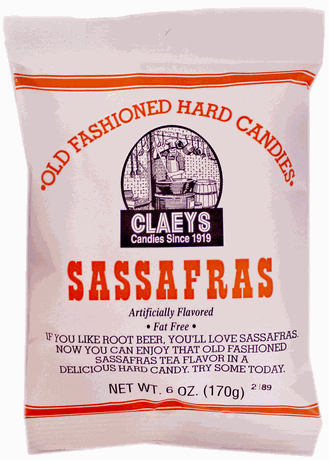 •OLD FASHIONED HARD CANDIES•
CLAEYS
Candies Since 1919
SASSAFRAS
Artificially Flavored
• Fat Free •
IF YOU LIKE ROOT BEER, YOU'LL LOVE SASSAFRAS.
NOW YOU CAN ENJOY THAT OLD FASHIONED
SASSAFRAS TEA FLAVOR IN A
DELICIOUS HARD CANDY. TRY SOME TODAY.
NET WT. 6 OZ. (170g) 2189